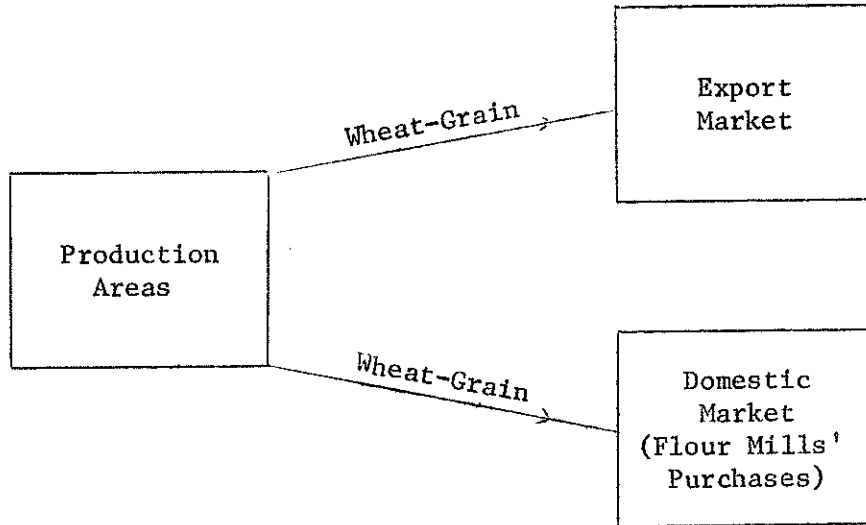 Export
Market
Wheat-Grain
Production
Areas
Wheat-Grain
Domestic
Market
(Flour Mills'
Purchases)